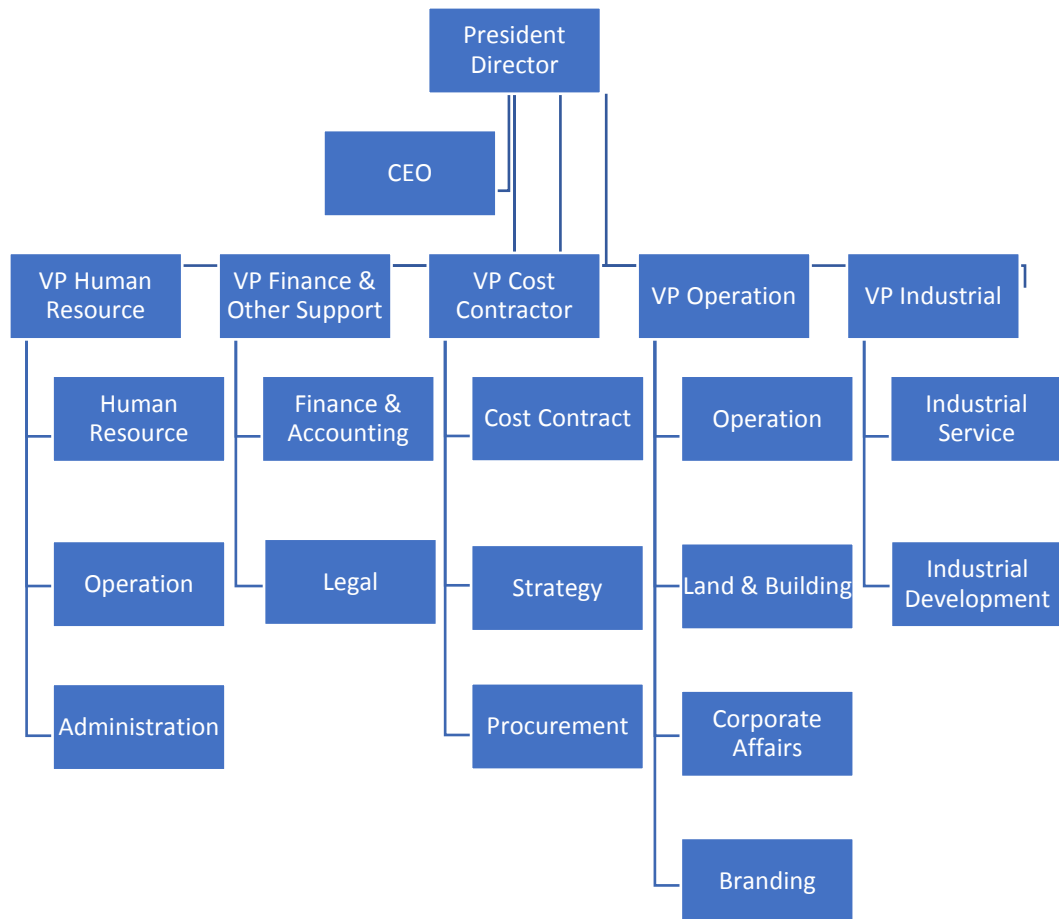 President
Director
CEO
VP Human
Resource
VP Finance &
Other Support
VP Cost
Contractor
VP Operation
VP Industrial
Human
Resource
Finance &
Accounting
Cost Contract
Operation
Industrial
Service
Operation
Legal
Strategy
Land & Building
Industrial
Development
Administration
Procurement
Corporate
Affairs
Branding